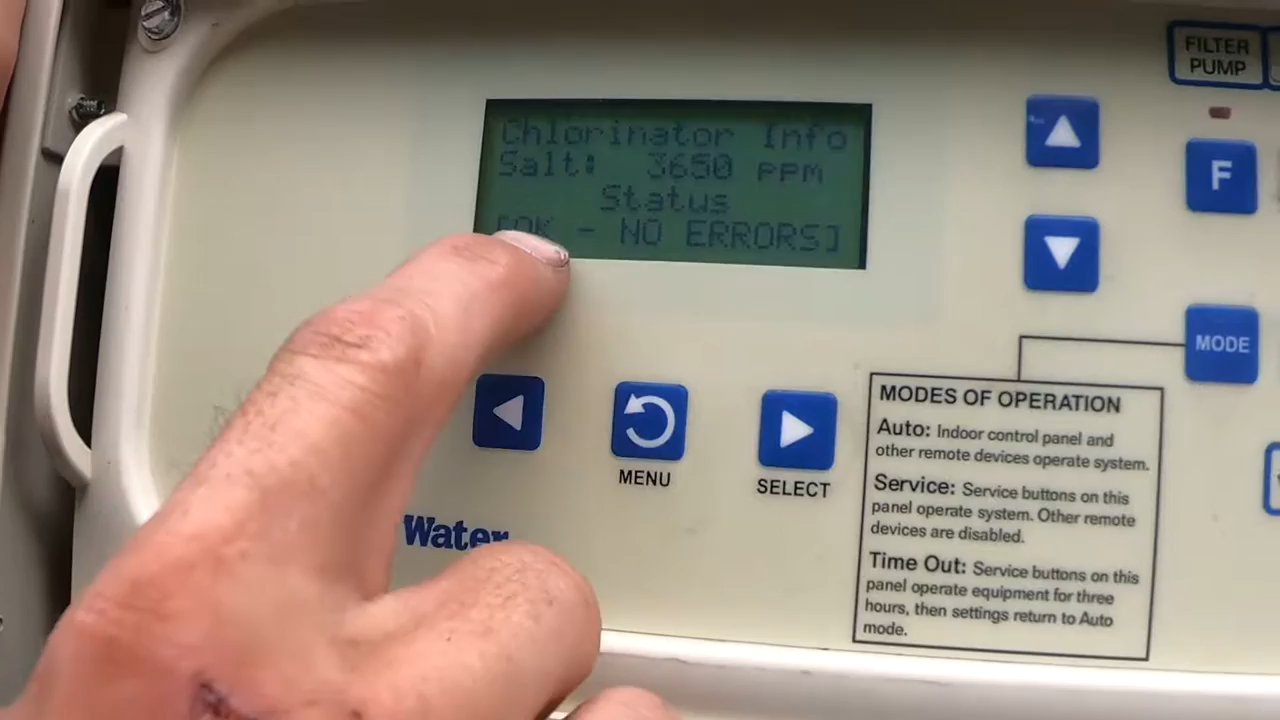 Chlorinator Info
Salt: 3650 ppm
Status
[OK - NO ERRORS]
FILTER
PUMP
F
MODE
MENU
SELECT
Water
MODES OF OPERATION
Auto: Indoor control panel and
other remote devices operate system.
Service: Service buttons on this
panel operate system. Other remote
devices are disabled.
Time Out: Service buttons on this
panel operate equipment for three
hours, then settings return to Auto
mode.